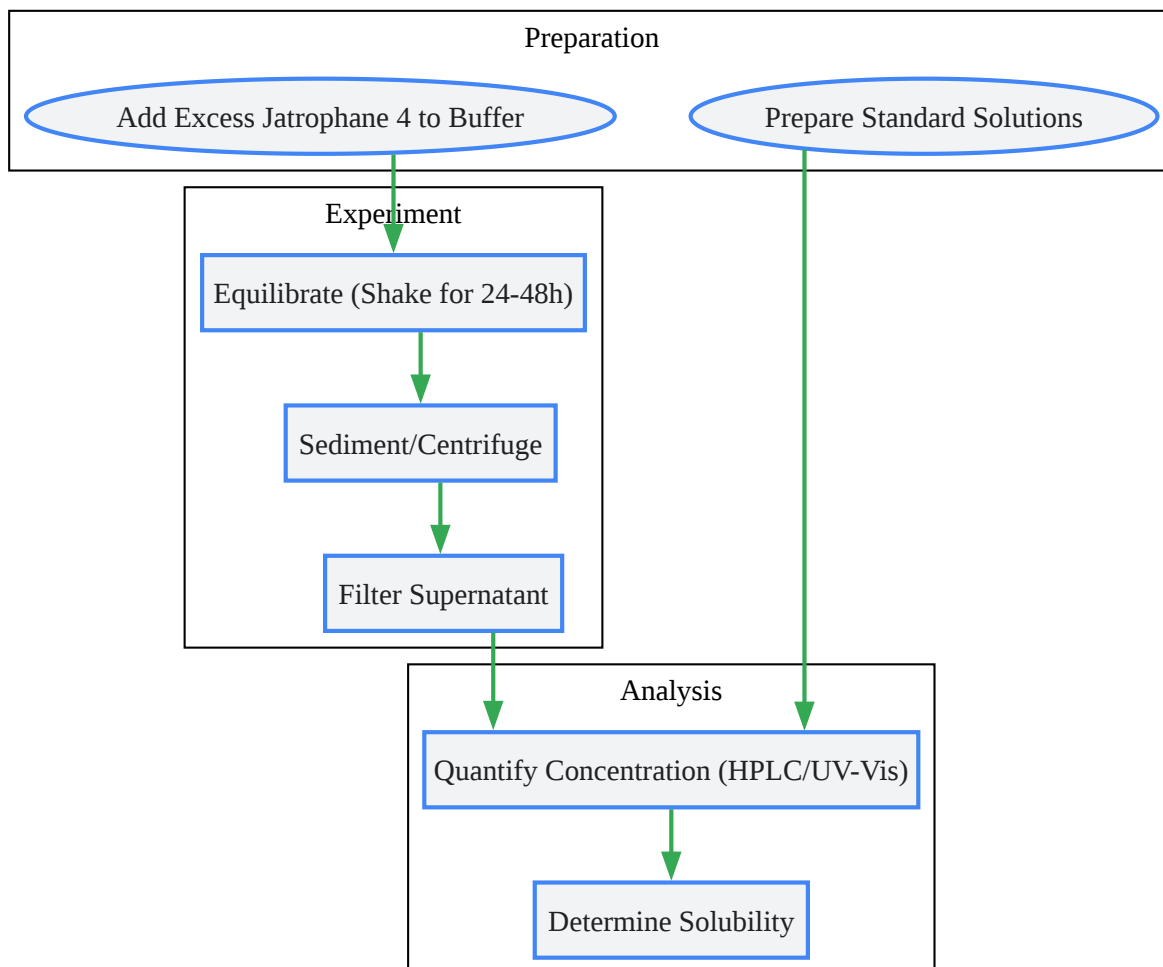 Preparation
Add Excess Jatrophane 4 to Buffer
Prepare Standard Solutions
Experiment
Equilibrate (Shake for 24-48h)
Sediment/Centrifuge
Filter Supernatant
Analysis
Quantify Concentration (HPLC/UV-Vis)
Determine Solubility